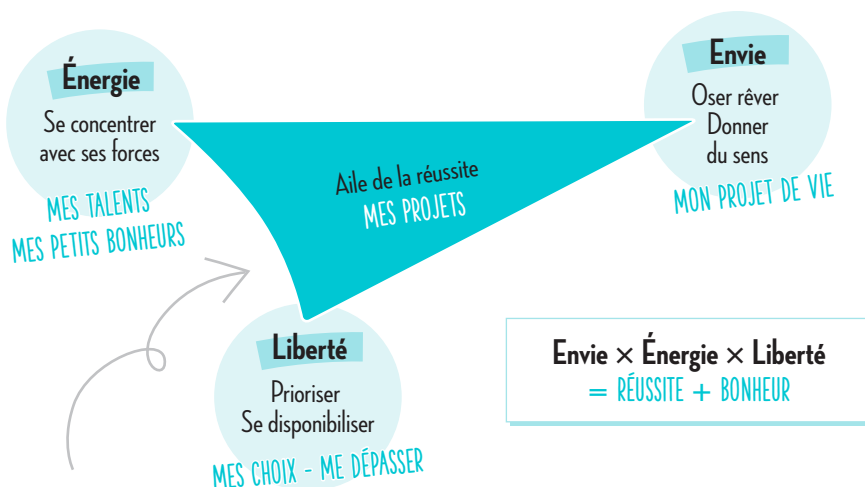 Énergie
Se concentrer
avec ses forces
MES TALENTS
MES PETITS BONHEURS
Envie
Oser rêver
Donner
du sens
MON PROJET DE VIE
Aile de la réussite
MES PROJETS
Liberté
Prioriser
Se disponibiliser
MES CHOIX - ME DÉPASSER
Envie × Énergie × Liberté
= RÉUSSITE + BONHEUR